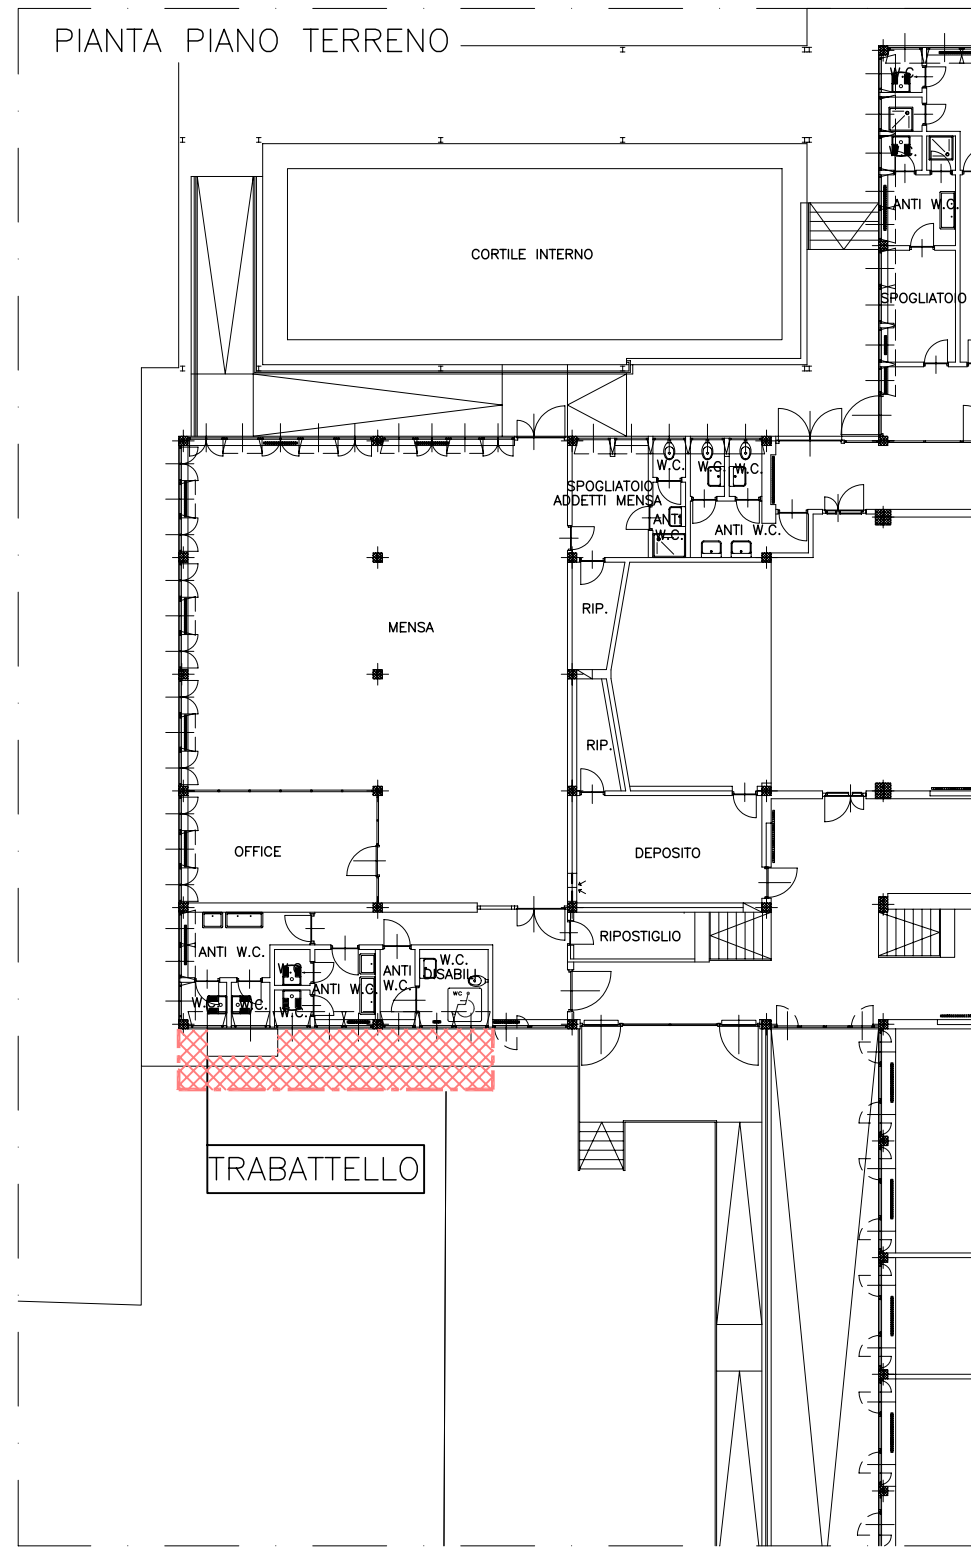 PIANTA PIANO TERRENO
W.C.
W.C.
ANTI W.C.
CORTILE INTERNO
SPOGLIATOIO
W.C.
W.C.
W.C.
SPOGLIATOIO
ADDETTI MENSA
ANTI
W.C.
ANTI W.C.
RIP.
MENSA
RIP.
OFFICE
DEPOSITO
RIPOSTIGLIO
ANTI W.C.
W.C.
DISABILI
W.C.
ANTI
W.C.
ANTI W.C.
WC
W.C.
W.C.
W.C.
TRABATTELLO